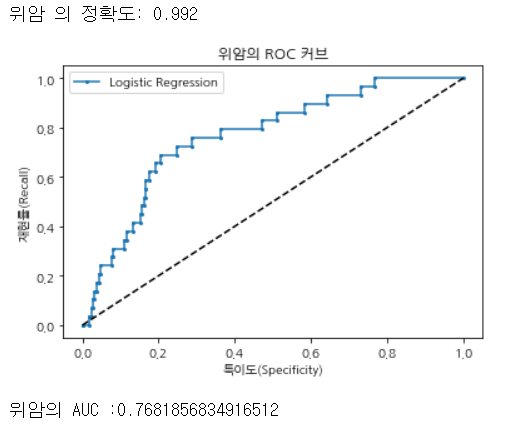 위암 의 정확도: 0.992
위암의 ROC 커브
Logistic Regression
1.0
0.8
0.6
0.4
0.2
0.0
재현률(Recall)
0.0 0.2 0.4 0.6 0.8 1.0
특이도(Specificity)
위암의 AUC :0.7681856834916512